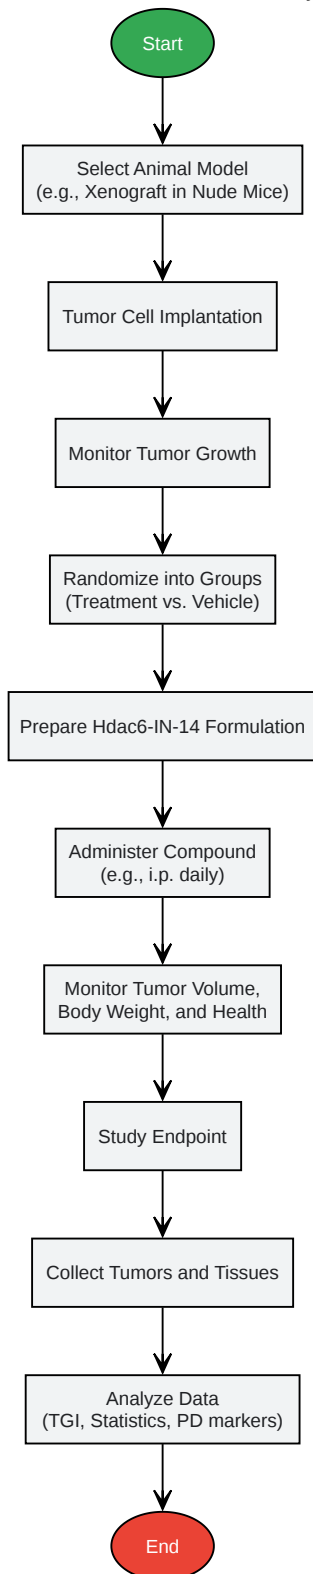 Start
Select Animal Model
(e.g., Xenograft in Nude Mice)
Tumor Cell Implantation
Monitor Tumor Growth
Randomize into Groups
(Treatment vs. Vehicle)
Prepare Hdac6-IN-14 Formulation
Administer Compound
(e.g., i.p. daily)
Monitor Tumor Volume,
Body Weight, and Health
Study Endpoint
Collect Tumors and Tissues
Analyze Data
(TGI, Statistics, PD markers)
End